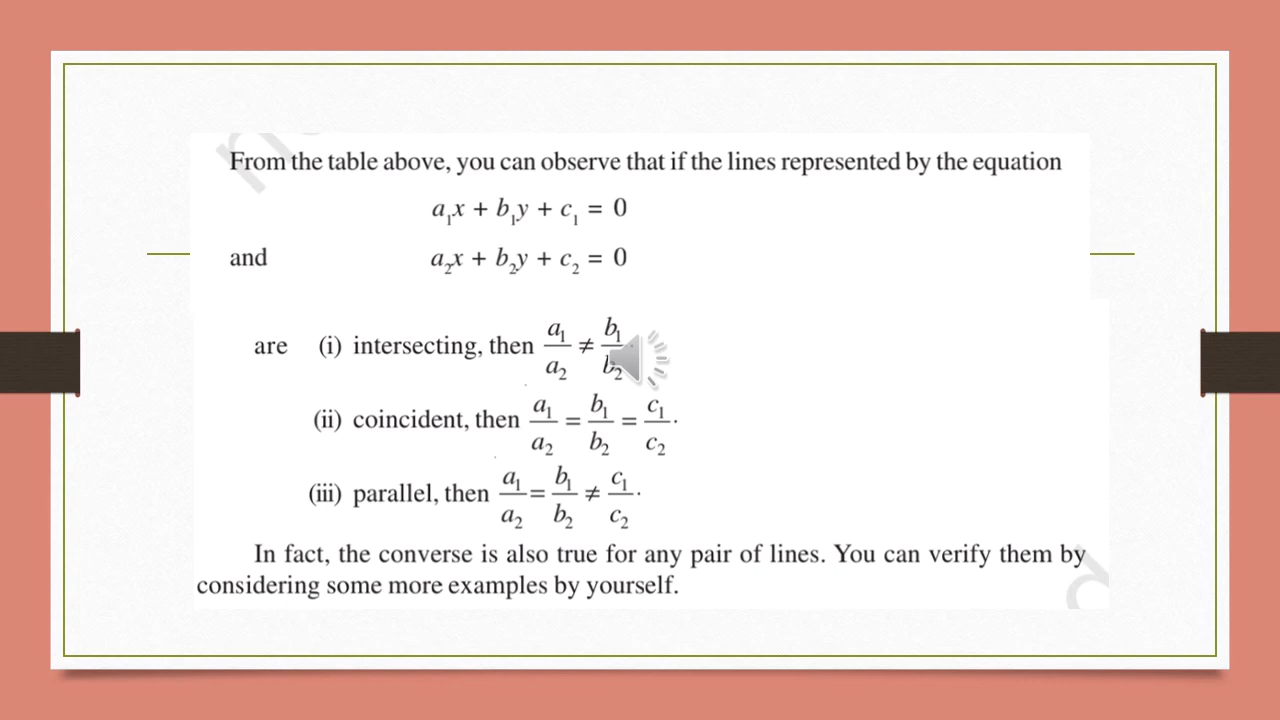 From the table above, you can observe that if the lines represented by the equation
a₁x + b₁y + c₁ = 0
and a₂x + b₂y + c₂ = 0
are (i) intersecting, then a₁/a₂ ≠ b₁/b₂
(ii) coincident, then a₁/a₂ = b₁/b₂ = c₁/c₂.
(iii) parallel, then a₁/a₂ = b₁/b₂ ≠ c₁/c₂.
In fact, the converse is also true for any pair of lines. You can verify them by
considering some more examples by yourself.